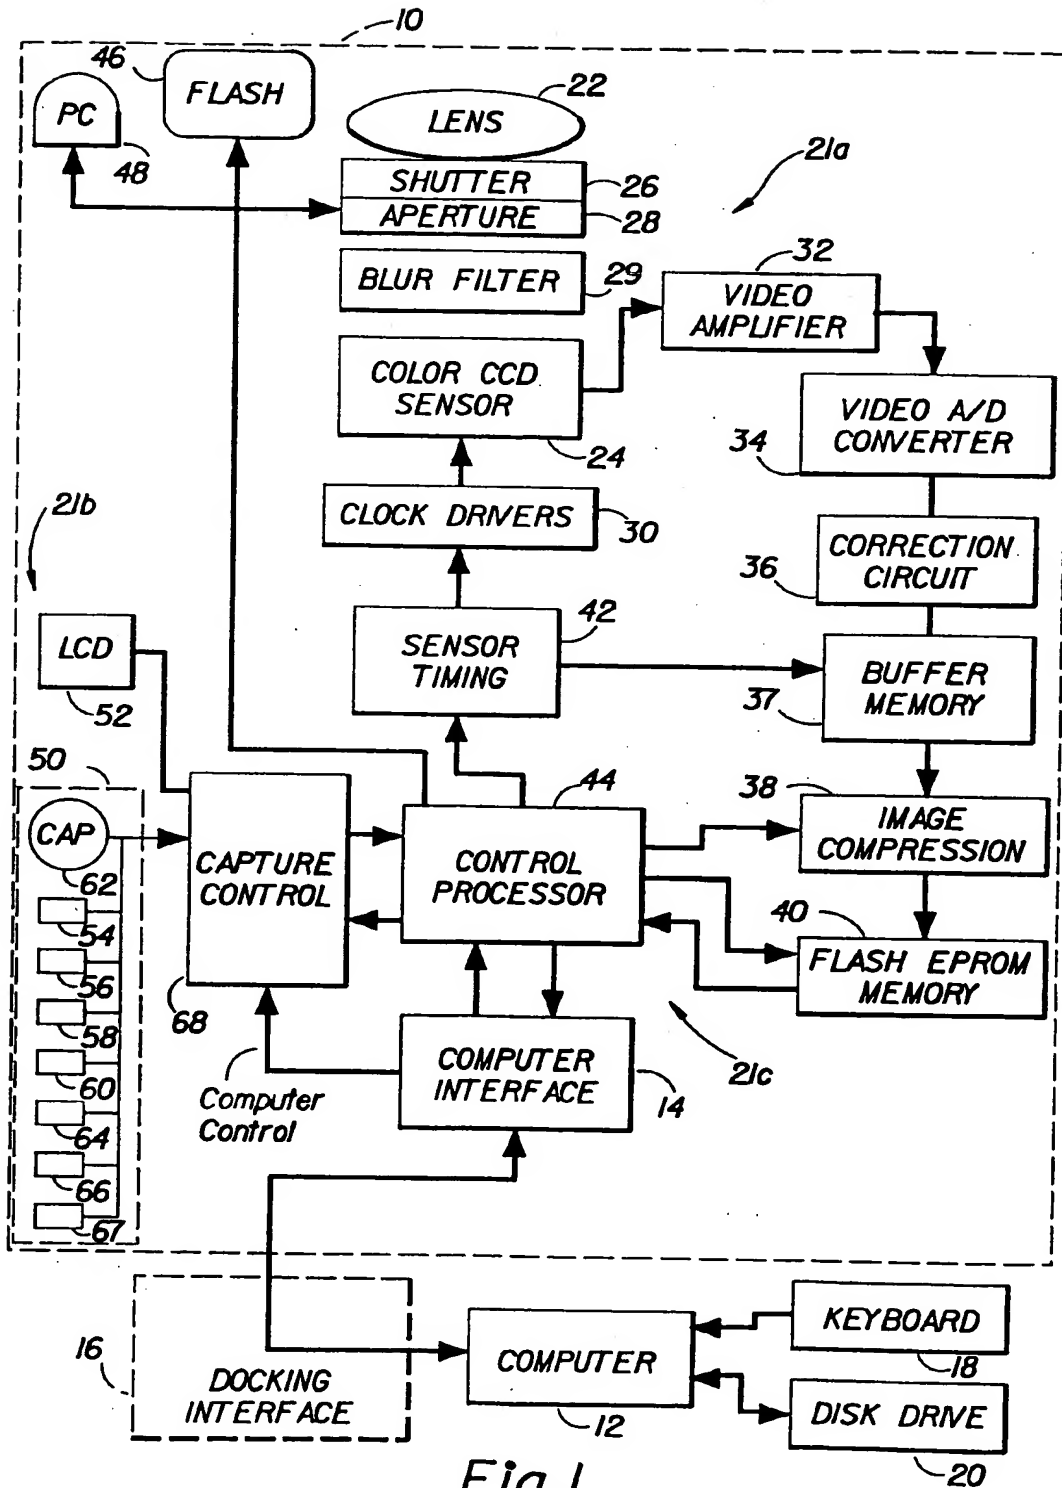 10
46
FLASH
PC
48
22
LENS
SHUTTER
26
APERTURE
28
21a
BLUR FILTER
29
32
VIDEO
AMPLIFIER
COLOR CCD
SENSOR
24
VIDEO A/D
CONVERTER
34
21b
CLOCK DRIVERS
30
CORRECTION
CIRCUIT
36
LCD
52
SENSOR
TIMING
42
BUFFER
MEMORY
37
50
CAP
62
54
56
58
60
64
66
67
CAPTURE
CONTROL
68
44
CONTROL
PROCESSOR
38
IMAGE
COMPRESSION
40
FLASH EPROM
MEMORY
21c
Computer
Control
COMPUTER
INTERFACE
14
16
DOCKING
INTERFACE
COMPUTER
12
KEYBOARD
18
DISK DRIVE
20
Fig. 1